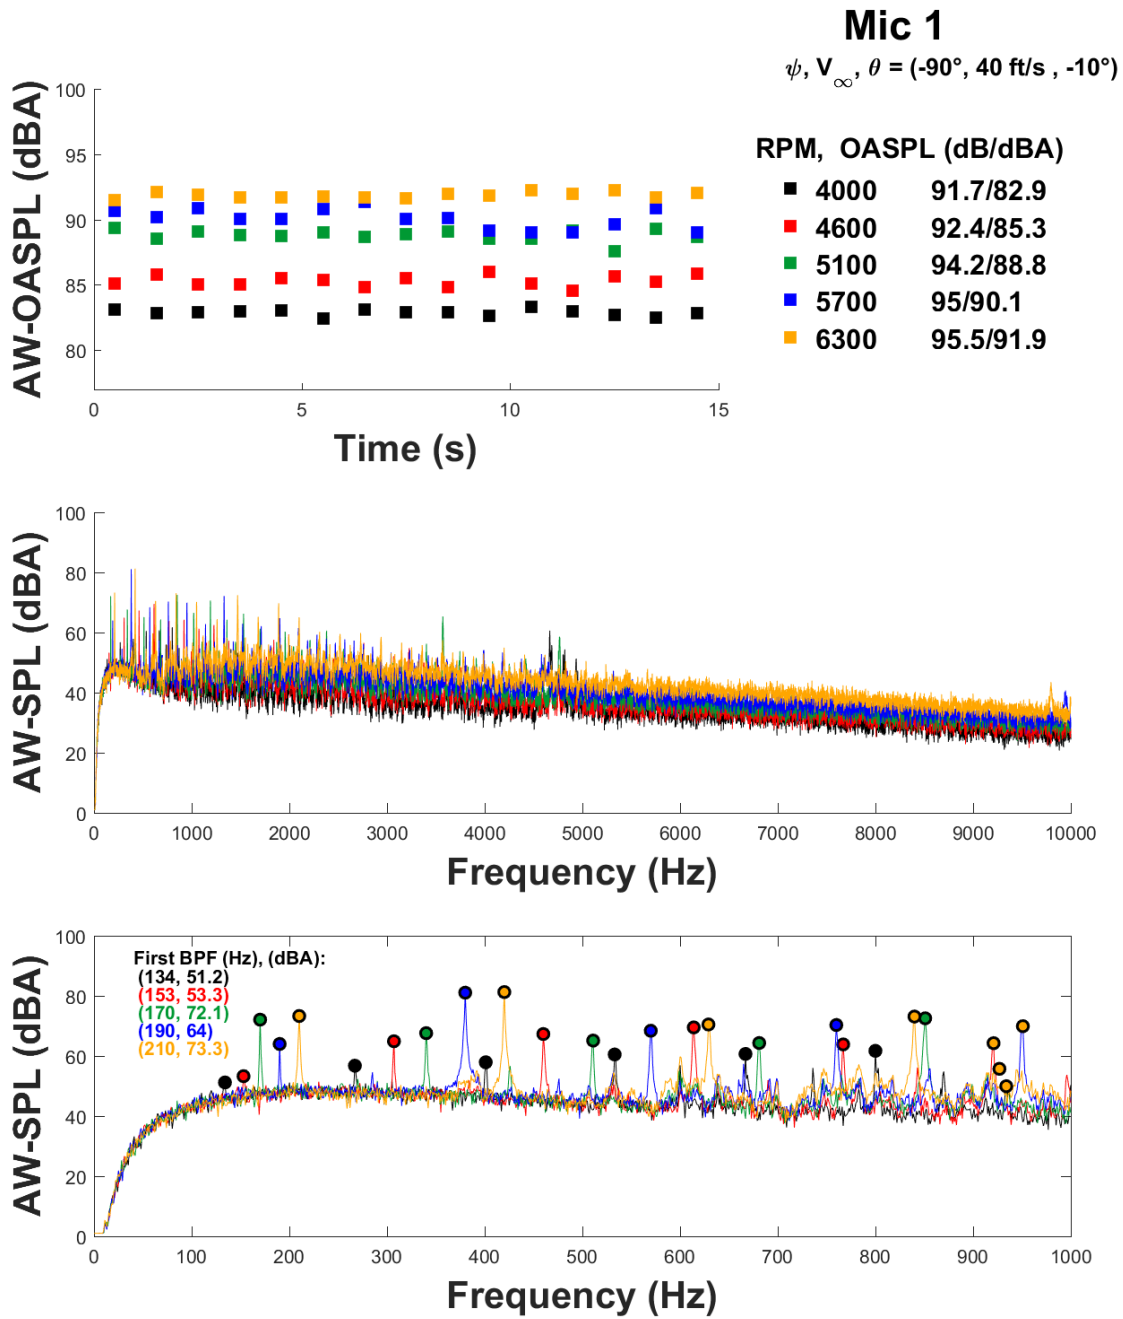 Mic 1
ψ, V∞, θ = (-90°, 40 ft/s , -10°)
RPM, OASPL (dB/dBA)
4000 91.7/82.9
4600 92.4/85.3
5100 94.2/88.8
5700 95/90.1
6300 95.5/91.9
AW-OASPL (dBA)
100
95
90
85
80
0 5 10 15
Time (s)
AW-SPL (dBA)
100
80
60
40
20
0
0 1000 2000 3000 4000 5000 6000 7000 8000 9000 10000
Frequency (Hz)
AW-SPL (dBA)
100
80
60
40
20
0
First BPF (Hz), (dBA):
(134, 51.2)
(153, 53.3)
(170, 72.1)
(190, 64)
(210, 73.3)
0 100 200 300 400 500 600 700 800 900 1000
Frequency (Hz)